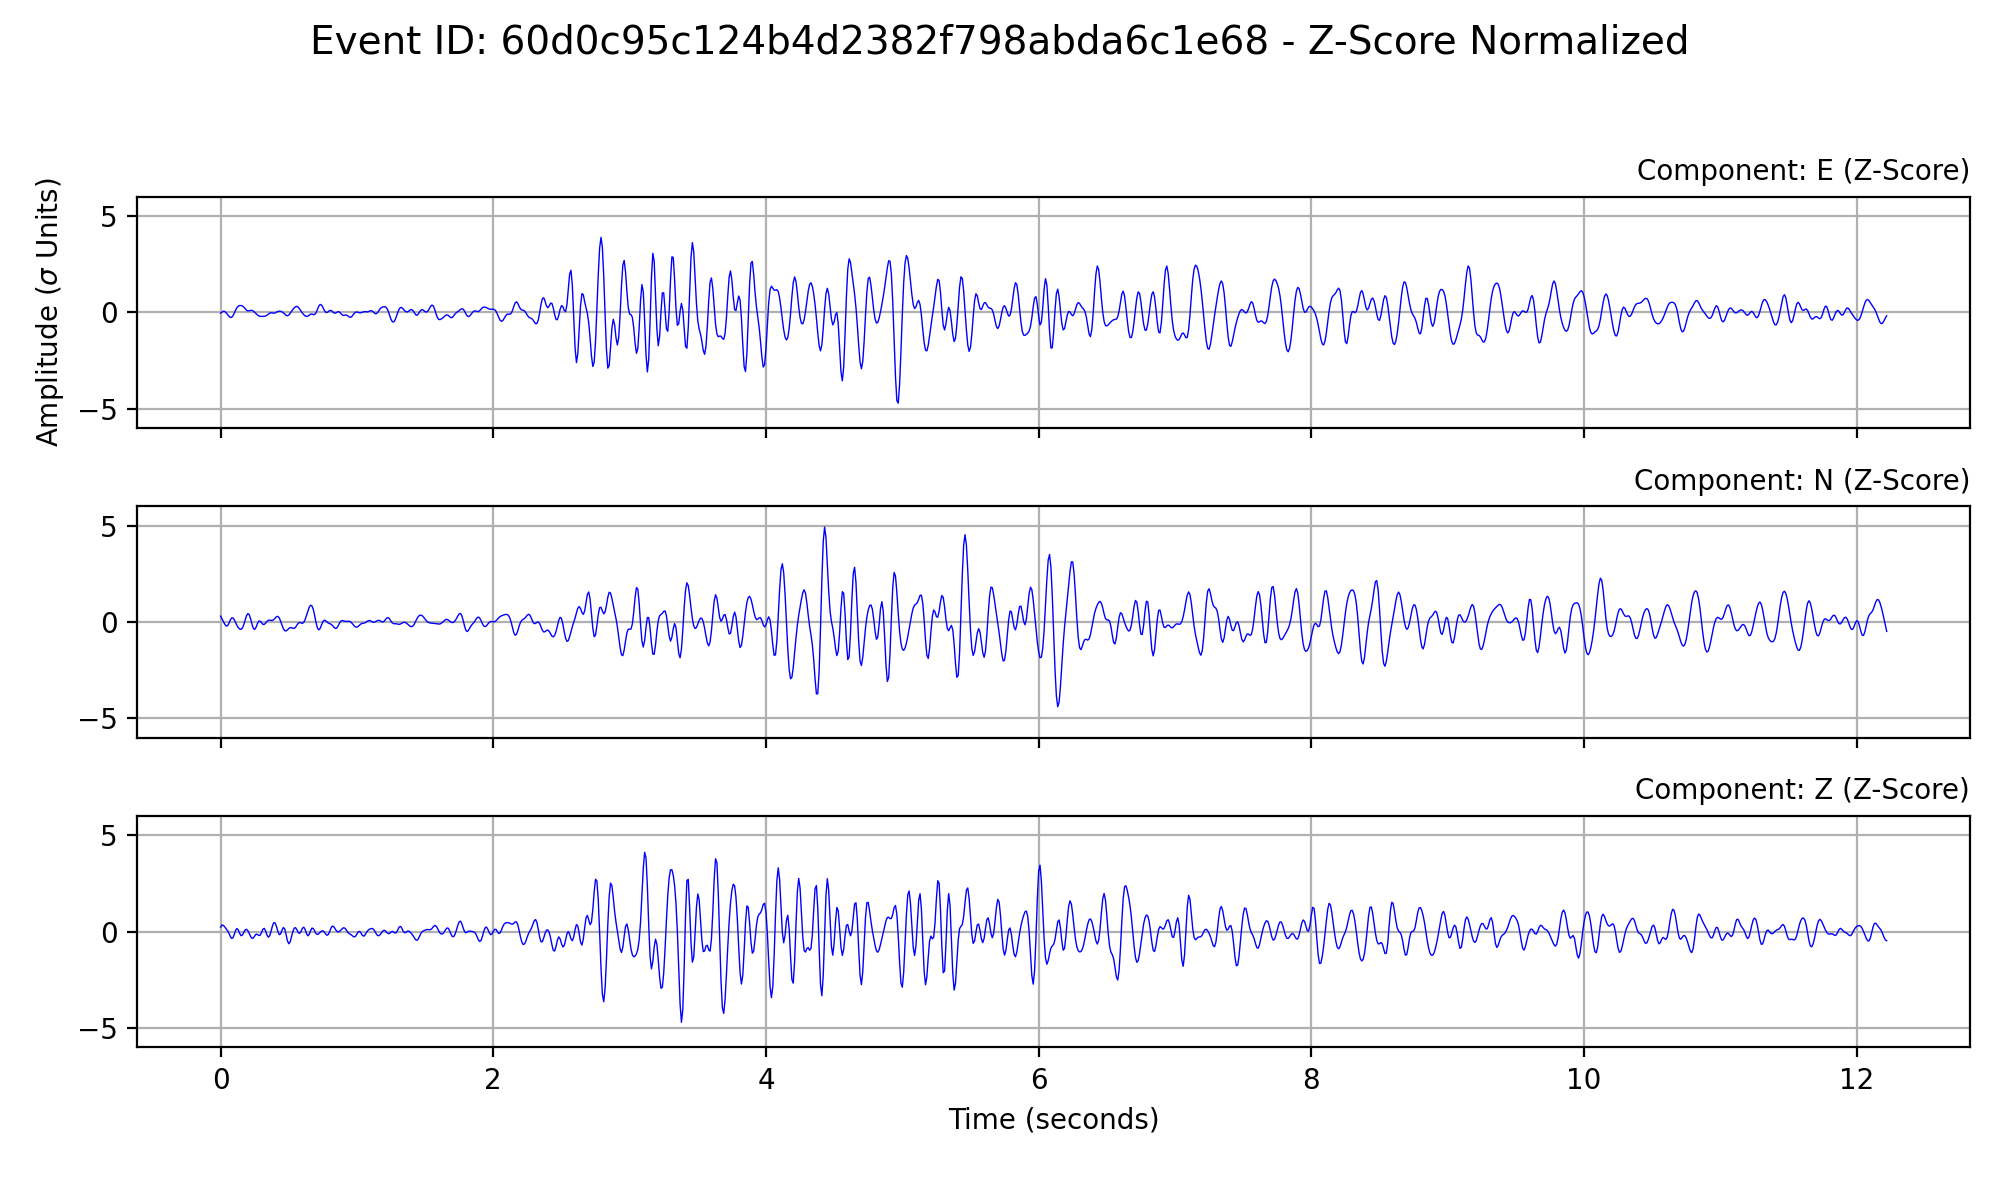 Event ID: 60d0c95c124b4d2382f798abda6c1e68 - Z-Score Normalized
Component: E (Z-Score)
Amplitude (σ Units)
5
0
−5
Component: N (Z-Score)
5
0
−5
Component: Z (Z-Score)
5
0
−5
0 2 4 6 8 10 12
Time (seconds)